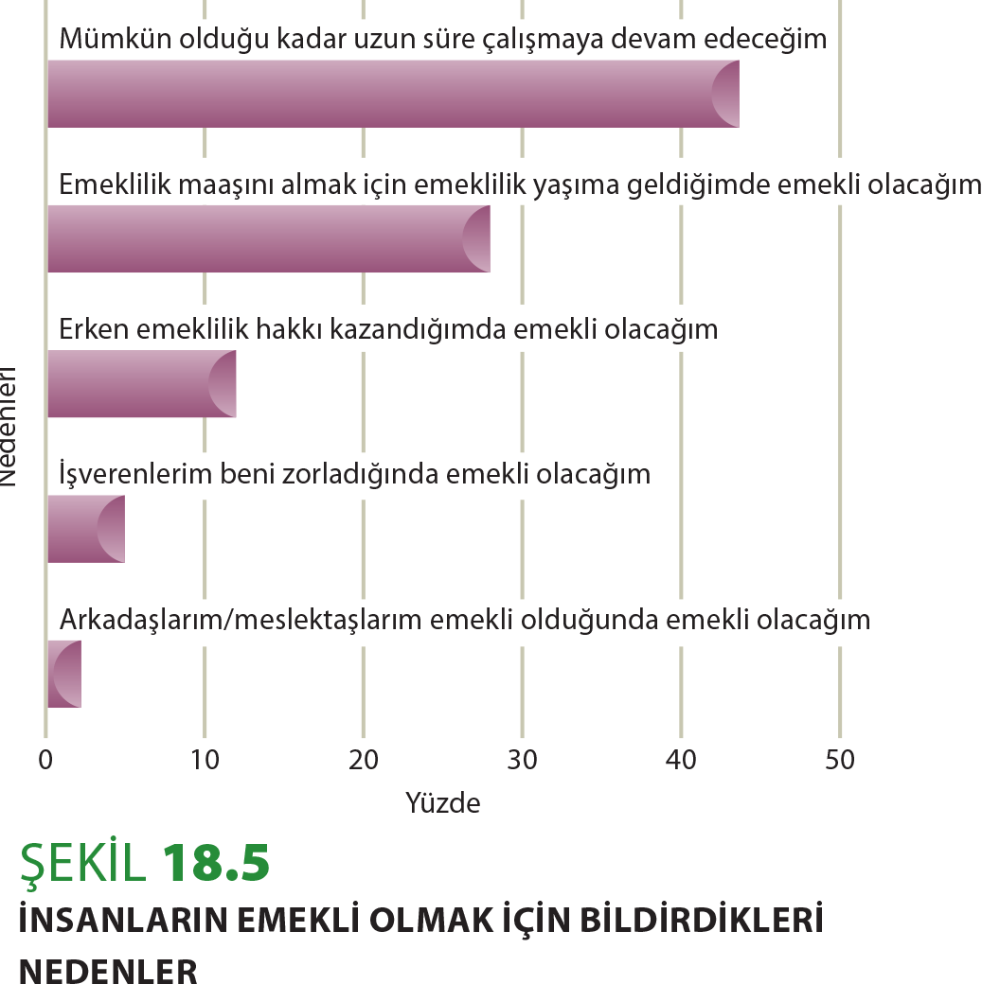 Mümkün olduğu kadar uzun süre çalışmaya devam edeceğim
Emeklilik maaşını almak için emeklilik yaşıma geldiğimde emekli olacağım
Erken emeklilik hakkı kazandığımda emekli olacağım
Nedenleri
İşverenlerim beni zorladığında emekli olacağım
Arkadaşlarım/meslektaşlarım emekli olduğunda emekli olacağım
0 10 20 30 40 50
Yüzde
ŞEKİL 18.5
İNSANLARIN EMEKLİ OLMAK İÇİN BİLDİRDİKLERİ
NEDENLER